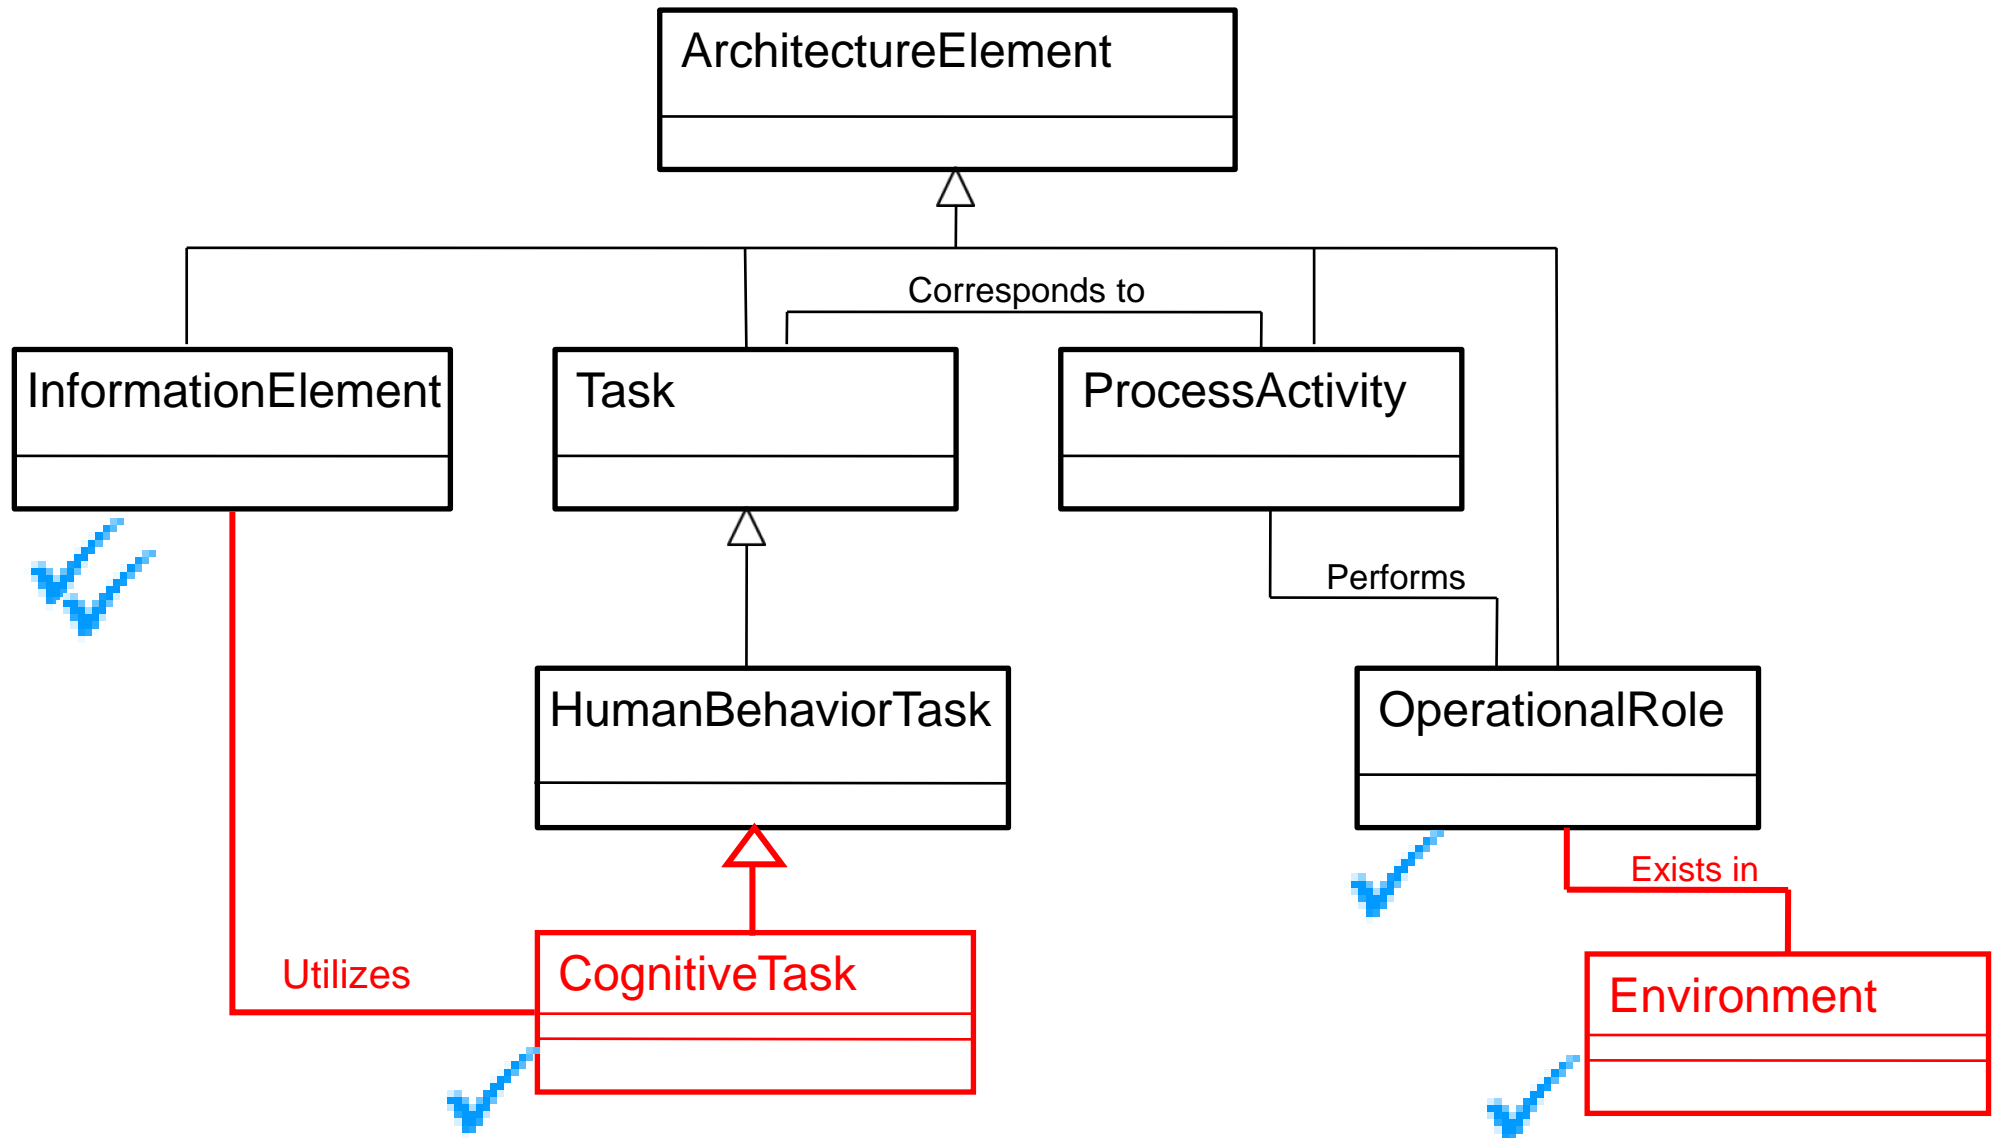 ArchitectureElement
Corresponds to
InformationElement
Task
ProcessActivity
Performs
HumanBehaviorTask
OperationalRole
Exists in
Utilizes
CognitiveTask
Environment